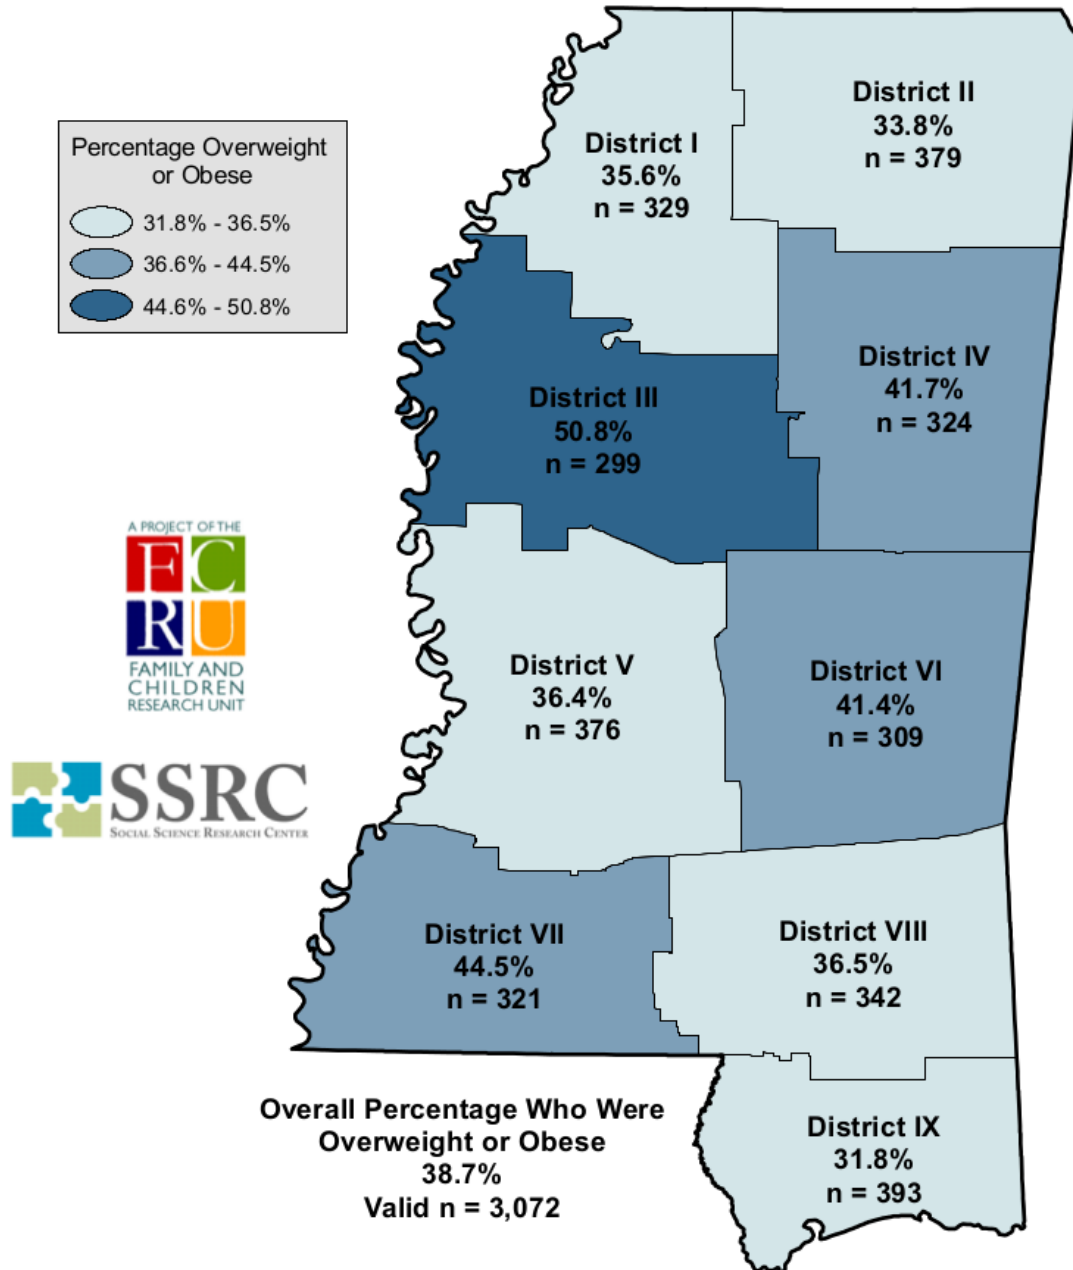 Percentage Overweight
or Obese
31.8% - 36.5%
36.6% - 44.5%
44.6% - 50.8%
District I
35.6%
n = 329
District II
33.8%
n = 379
District III
50.8%
n = 299
District IV
41.7%
n = 324
A PROJECT OF THE
FC
RU
FAMILY AND
CHILDREN
RESEARCH UNIT
District V
36.4%
n = 376
District VI
41.4%
n = 309
SSRC
SOCIAL SCIENCE RESEARCH CENTER
District VII
44.5%
n = 321
District VIII
36.5%
n = 342
Overall Percentage Who Were
Overweight or Obese
38.7%
Valid n = 3,072
District IX
31.8%
n = 393